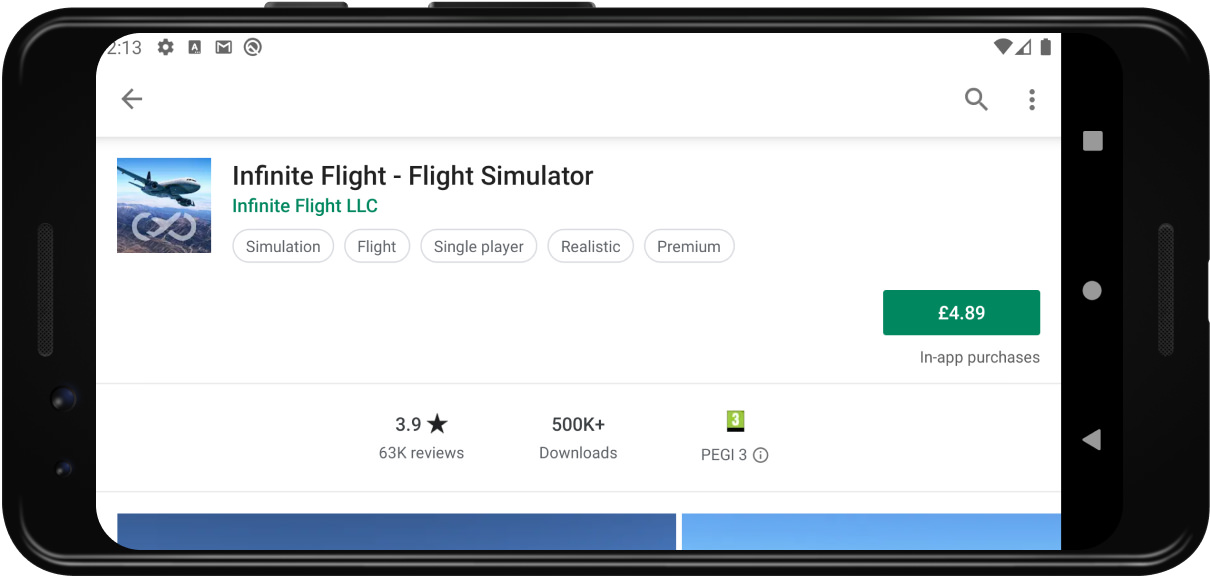 2:13
Infinite Flight - Flight Simulator
Infinite Flight LLC
Simulation Flight Single player Realistic Premium
£4.89
In-app purchases
3.9 ★ 500K+ 3
63K reviews Downloads PEGI 3